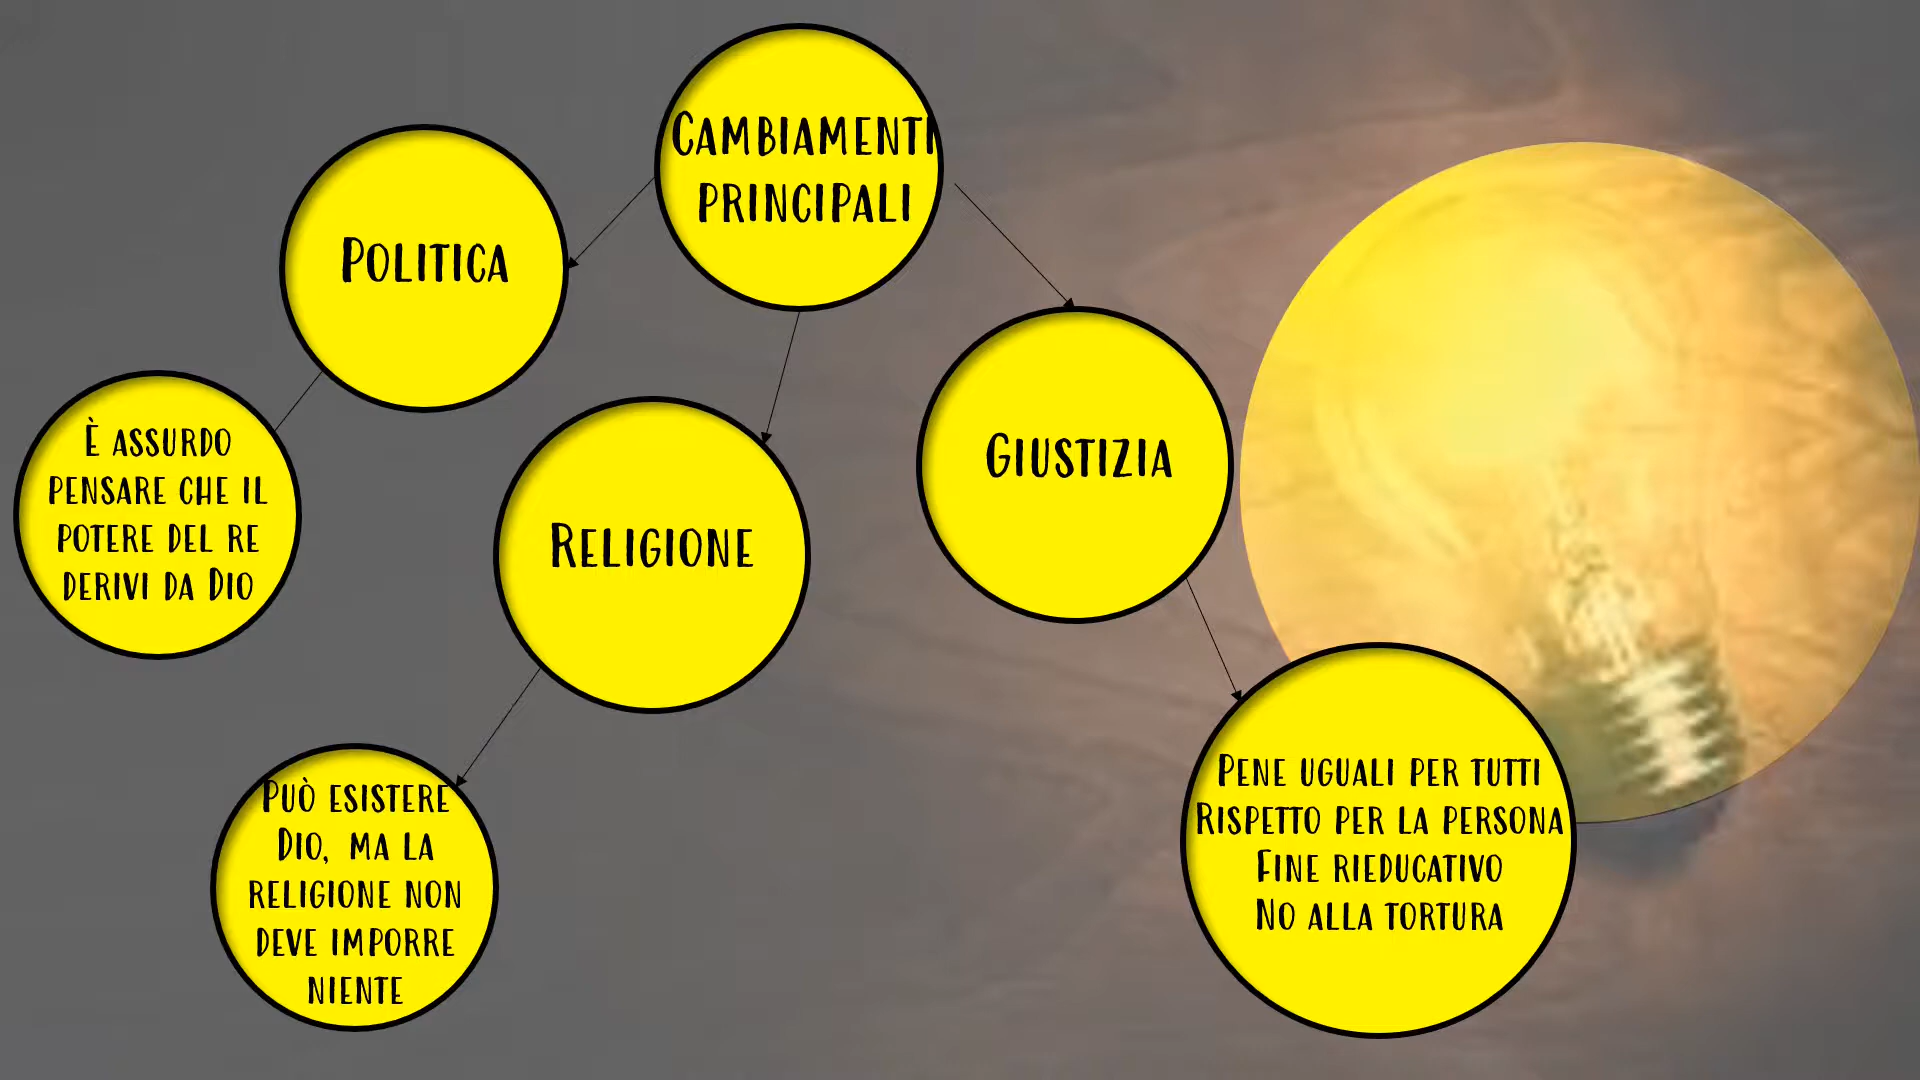 Cambiamenti
principali
Politica
È assurdo
pensare che il
potere del re
derivi da Dio
Religione
Può esistere
Dio, ma la
religione non
deve imporre
niente
Giustizia
Pene uguali per tutti
Rispetto per la persona
Fine rieducativo
No alla tortura